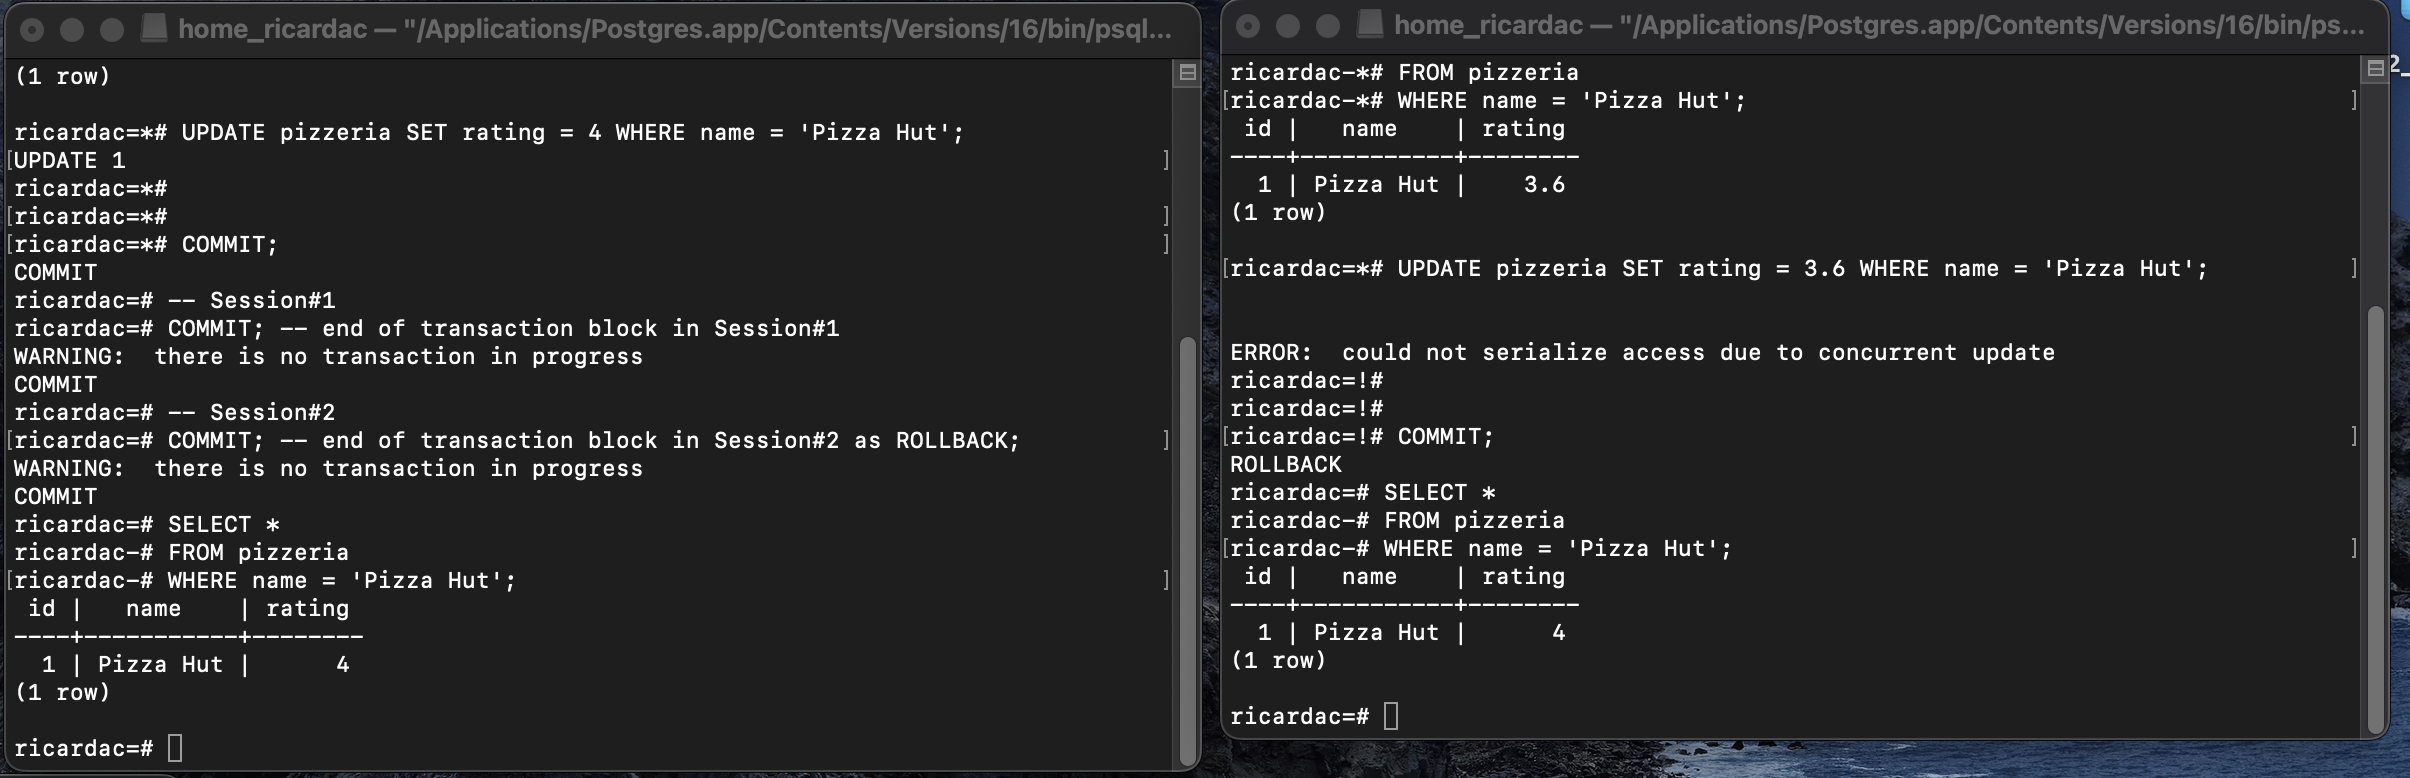 home_ricardac — "/Applications/Postgres.app/Contents/Versions/16/bin/psql...
(1 row)
ricardac=*# UPDATE pizzeria SET rating = 4 WHERE name = 'Pizza Hut';
[UPDATE 1 ]
ricardac=*#
[ricardac=*# ]
[ricardac=*# COMMIT; ]
COMMIT
ricardac=# -- Session#1
ricardac=# COMMIT; -- end of transaction block in Session#1
WARNING:  there is no transaction in progress
COMMIT
ricardac=# -- Session#2
[ricardac=# COMMIT; -- end of transaction block in Session#2 as ROLLBACK; ]
WARNING:  there is no transaction in progress
COMMIT
ricardac=# SELECT *
ricardac-# FROM pizzeria
[ricardac-# WHERE name = 'Pizza Hut'; ]
 id |   name    | rating
----+-----------+--------
  1 | Pizza Hut |      4
(1 row)
ricardac=#
home_ricardac — "/Applications/Postgres.app/Contents/Versions/16/bin/ps...
ricardac-*# FROM pizzeria
[ricardac-*# WHERE name = 'Pizza Hut'; ]
 id |   name    | rating
----+-----------+--------
  1 | Pizza Hut |    3.6
(1 row)
[ricardac=*# UPDATE pizzeria SET rating = 3.6 WHERE name = 'Pizza Hut'; ]
ERROR:  could not serialize access due to concurrent update
ricardac=!#
ricardac=!#
[ricardac=!# COMMIT; ]
ROLLBACK
ricardac=# SELECT *
ricardac-# FROM pizzeria
[ricardac-# WHERE name = 'Pizza Hut'; ]
 id |   name    | rating
----+-----------+--------
  1 | Pizza Hut |      4
(1 row)
ricardac=#
2_